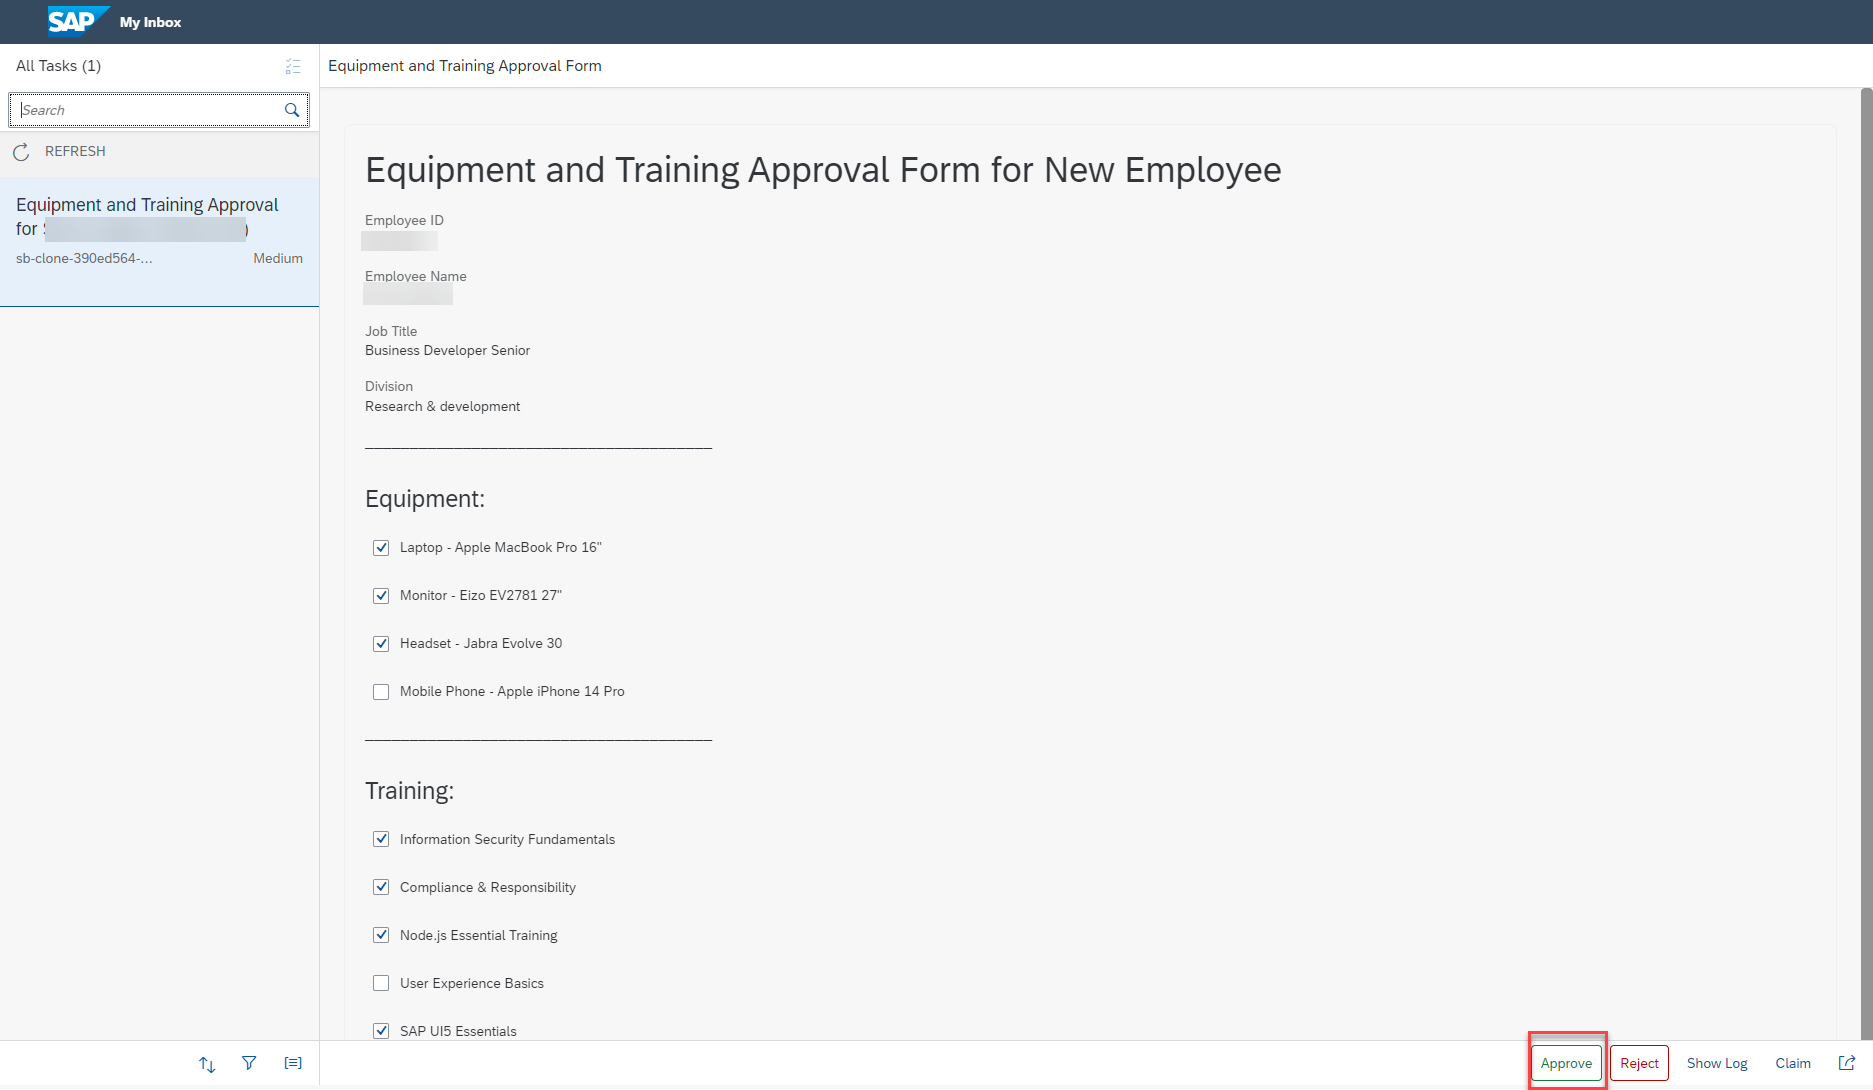 SAP My Inbox
All Tasks (1)
Search
REFRESH
Equipment and Training Approval
for )
sb-clone-390ed564-...
Medium
Equipment and Training Approval Form
Equipment and Training Approval Form for New Employee
Employee ID
Employee Name
Job Title
Business Developer Senior
Division
Research & development
Equipment:
Laptop - Apple MacBook Pro 16"
Monitor - Eizo EV2781 27"
Headset - Jabra Evolve 30
Mobile Phone - Apple iPhone 14 Pro
Training:
Information Security Fundamentals
Compliance & Responsibility
Node.js Essential Training
User Experience Basics
SAP UI5 Essentials
Approve Reject Show Log Claim